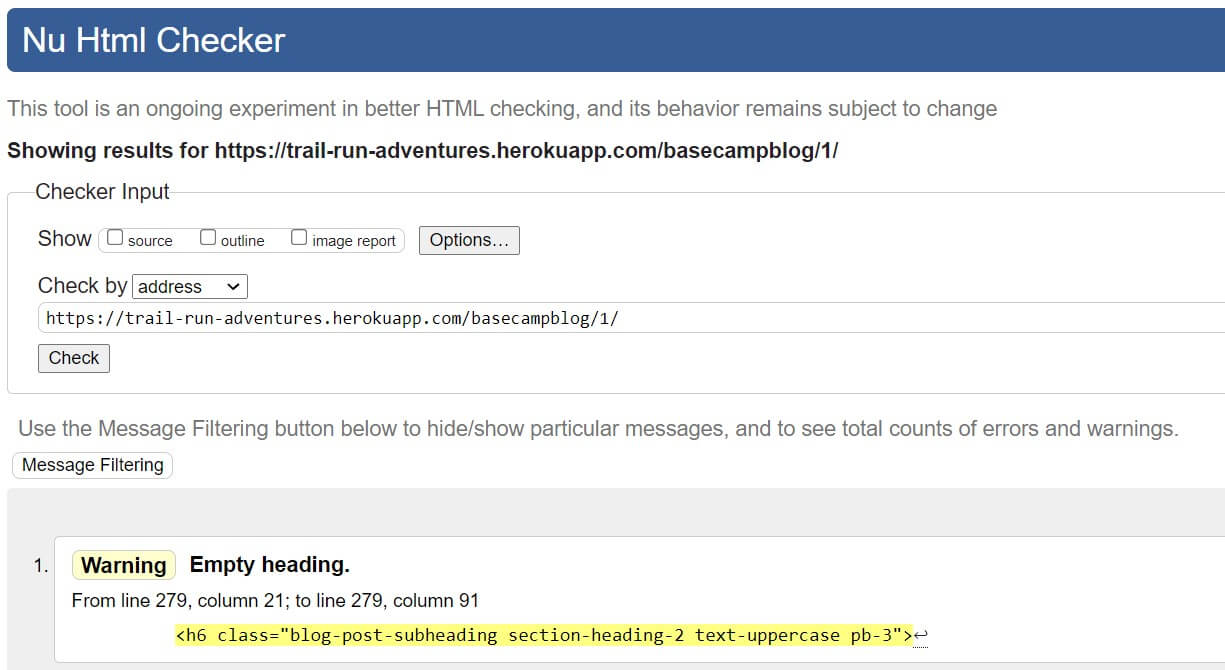 Nu Html Checker
This tool is an ongoing experiment in better HTML checking, and its behavior remains subject to change
Showing results for https://trail-run-adventures.herokuapp.com/basecampblog/1/
Checker Input
Show source outline image report Options...
Check by address
https://trail-run-adventures.herokuapp.com/basecampblog/1/
Check
Use the Message Filtering button below to hide/show particular messages, and to see total counts of errors and warnings.
Message Filtering
1. Warning Empty heading.
From line 279, column 21; to line 279, column 91
<h6 class="blog-post-subheading section-heading-2 text-uppercase pb-3">↩